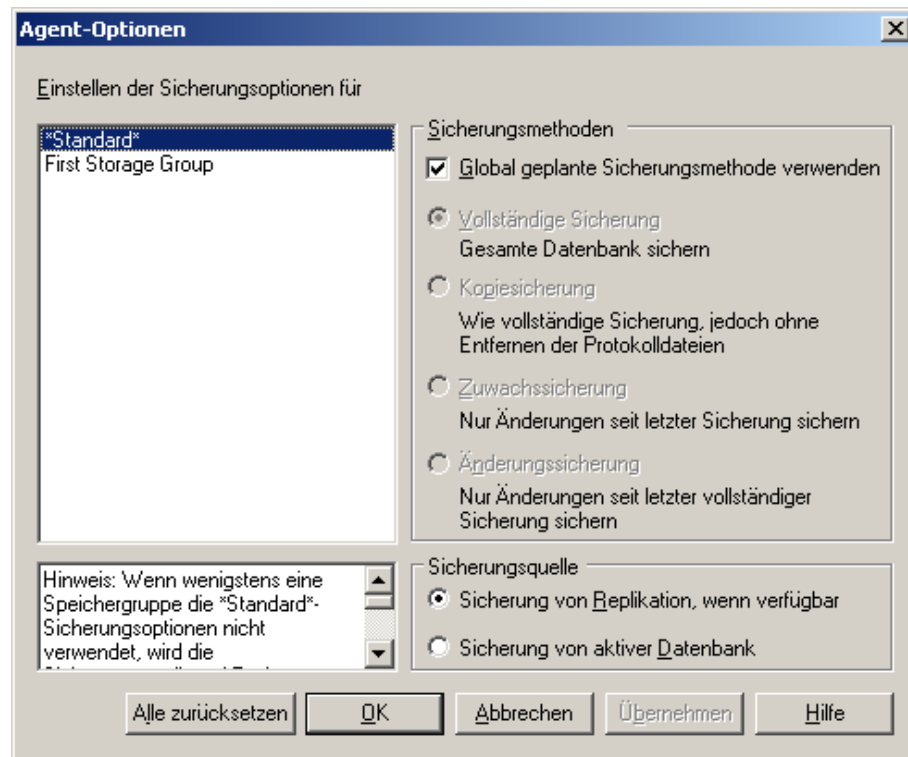 Agent-Optionen
Einstellen der Sicherungsoptionen für
*Standard*
First Storage Group
Sicherungsmethoden
Global geplante Sicherungsmethode verwenden
Vollständige Sicherung
Gesamte Datenbank sichern
Kopiesicherung
Wie vollständige Sicherung, jedoch ohne
Entfernen der Protokolldateien
Zuwachssicherung
Nur Änderungen seit letzter Sicherung sichern
Änderungssicherung
Nur Änderungen seit letzter vollständiger
Sicherung sichern
Hinweis: Wenn wenigstens eine
Speichergruppe die *Standard*-
Sicherungsoptionen nicht
verwendet, wird die
Sicherungsquelle
Sicherung von Replikation, wenn verfügbar
Sicherung von aktiver Datenbank
Alle zurücksetzen
OK
Abbrechen
Übernehmen
Hilfe